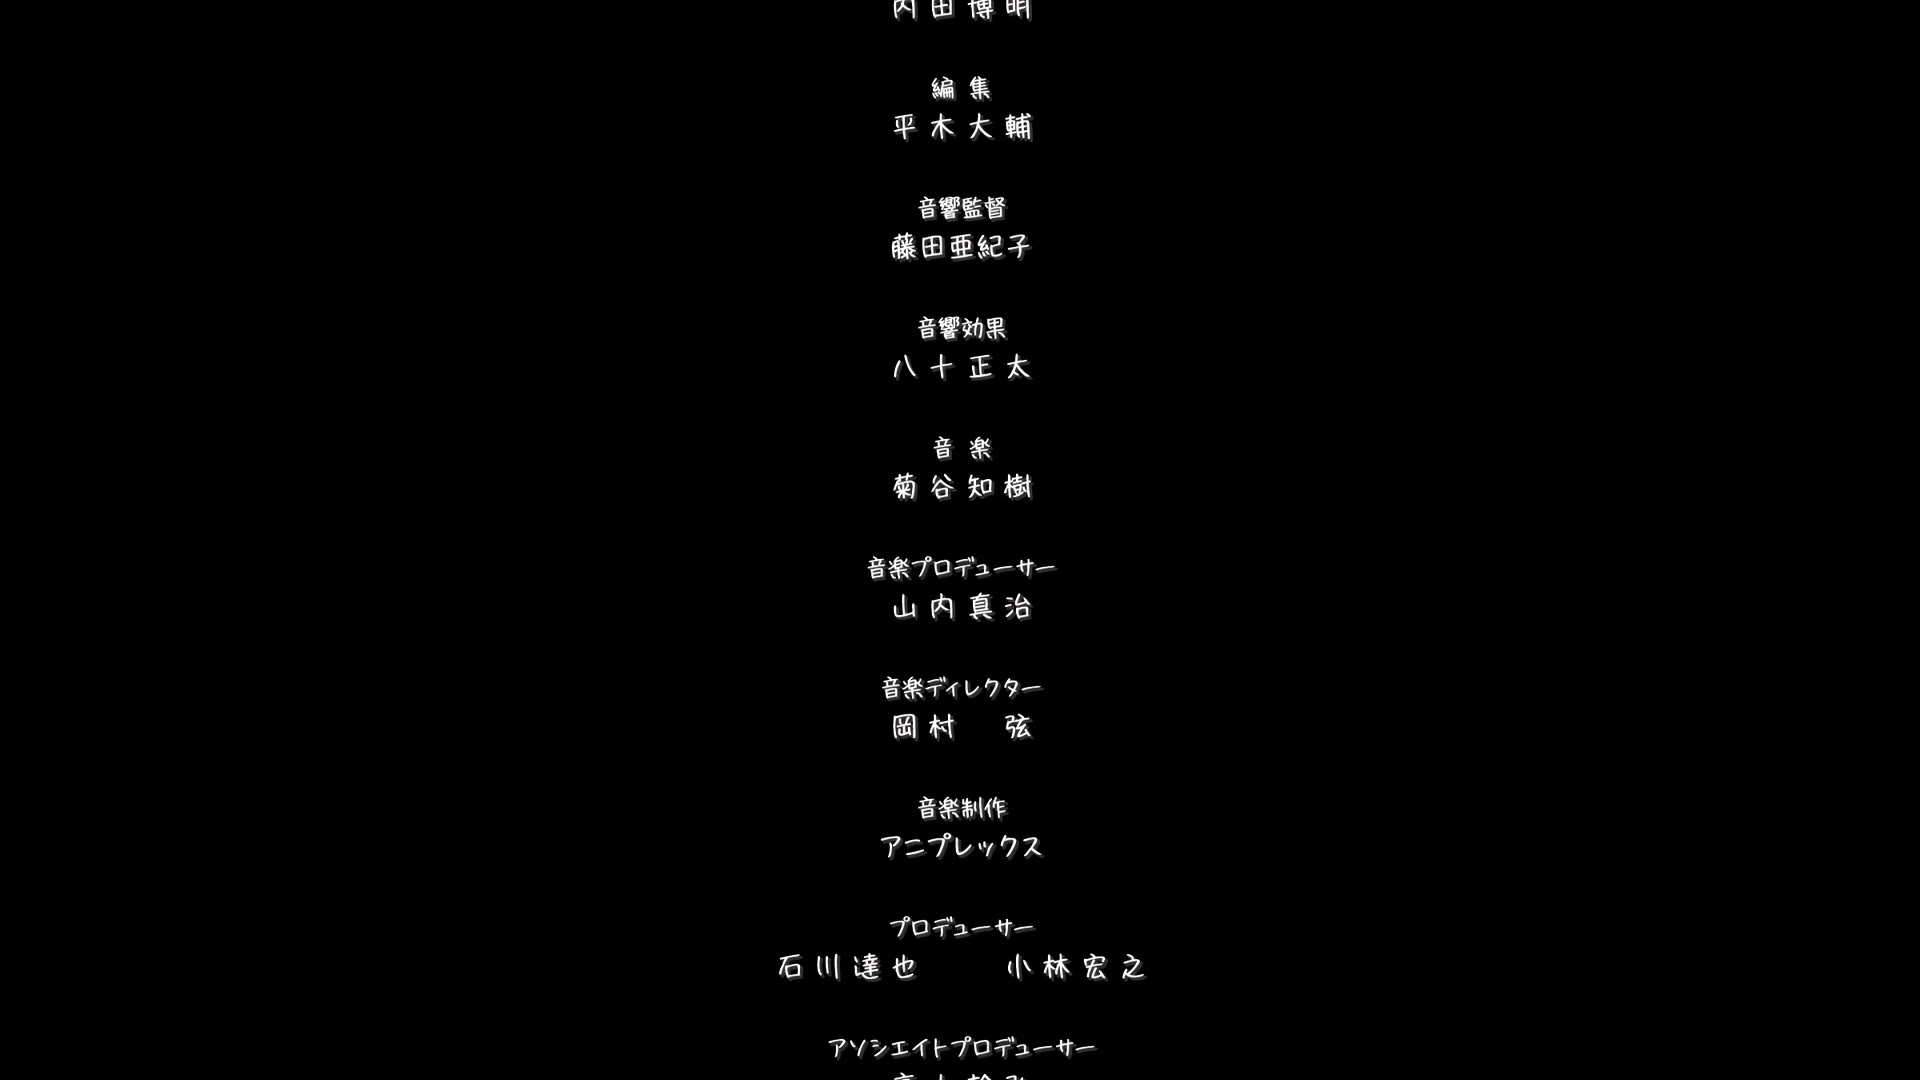 内田博明
編集
平木大輔
音響監督
藤田亜紀子
音響効果
八十正太
音楽
菊谷知樹
音楽プロデューサー
山内真治
音楽ディレクター
岡村 弦
音楽制作
アニプレックス
プロデューサー
石川達也 小林宏之
アソシエイトプロデューサー